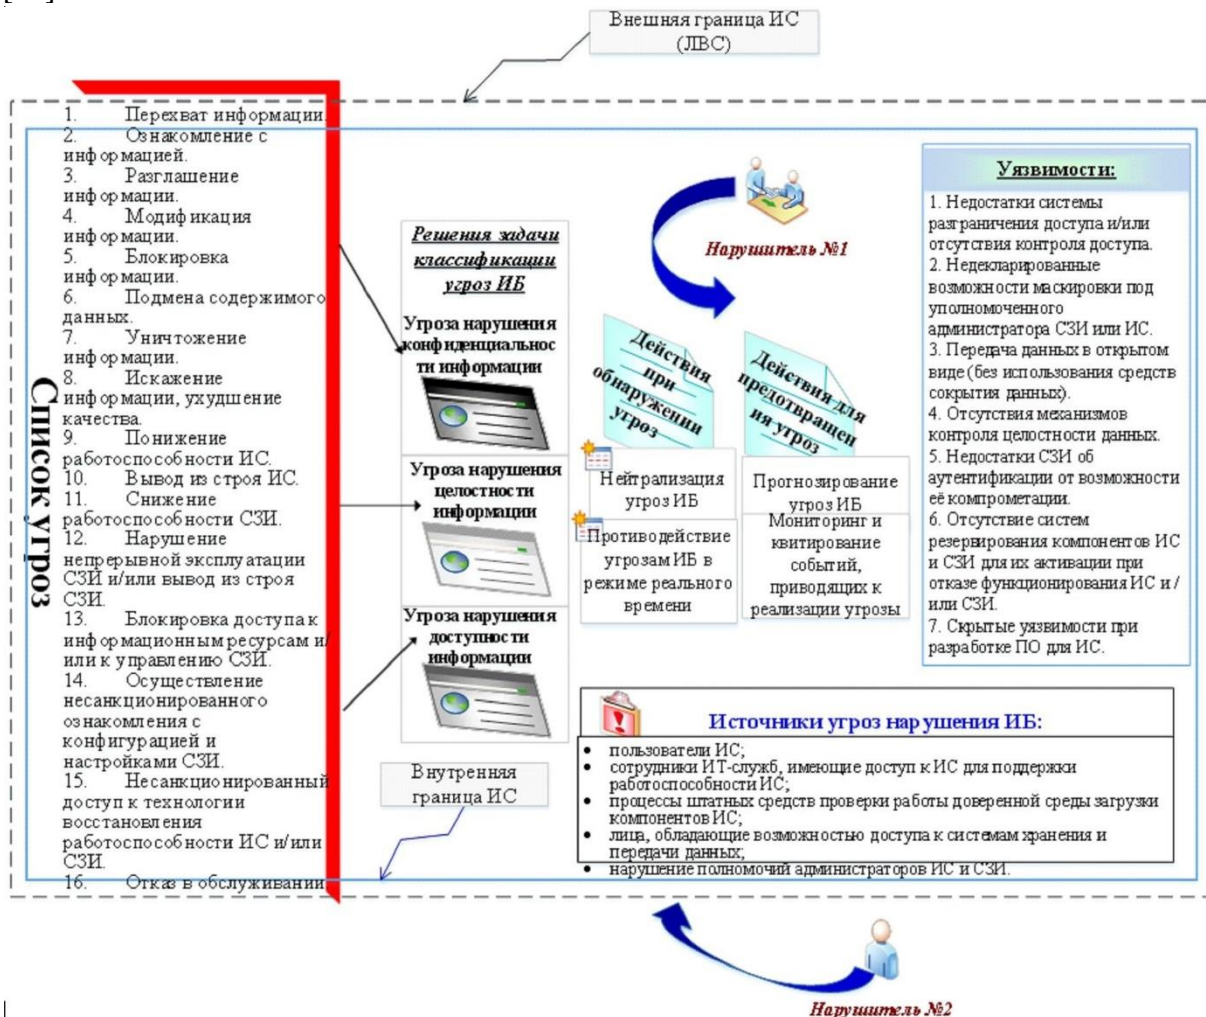 Внешняя граница ИС
(ЛВС)
Список угроз
1. Перехват информации.
2. Ознакомление с
информацией.
3. Разглашение
информации.
4. Модификация
информации.
5. Блокировка
информации.
6. Подмена содержимого
данных.
7. Уничтожение
информации.
8. Искажение
информации, ухудшение
качества.
9. Понижение
работоспособности ИС.
10. Вывод из строя ИС.
11. Снижение
работоспособности СЗИ.
12. Нарушение
непрерывной эксплуатации
СЗИ и/или вывод из строя
СЗИ.
13. Блокировка доступа к
информационным ресурсам и/
или к управлению СЗИ.
14. Осуществление
несанкционированного
ознакомления с
конфигурацией и
настройками СЗИ.
15. Несанкционированный
доступ к технологии
восстановления
работоспособности ИС и/или
СЗИ.
16. Отказ в обслуживании
Решения задачи
классификации
угроз ИБ
Угроза нарушения
конфиденциальнос
ти информации
Угроза нарушения
целостности
информации
Угроза нарушения
доступности
информации
Внутренняя
граница ИС
Нарушитель №1
Действия
при
обнаружении
угроз
Действия для
предотвращен
ия угроз
Нейтрализация
угроз ИБ
Прогнозирование
угроз ИБ
Противодействие
угрозам ИБ в
режиме реального
времени
Мониторинг и
квитирование
событий,
приводящих к
реализации угрозы
Уязвимости:
1. Недостатки системы
разграничения доступа и/или
отсутствия контроля доступа.
2. Недекларированные
возможности маскировки под
уполномоченного
администратора СЗИ или ИС.
3. Передача данных в открытом
виде (без использования средств
сокрытия данных).
4. Отсутствия механизмов
контроля целостности данных.
5. Недостатки СЗИ об
аутентификации от возможности
её компрометации.
6. Отсутствие систем
резервирования компонентов ИС
и СЗИ для их активации при
отказе функционирования ИС и /
или СЗИ.
7. Скрытые уязвимости при
разработке ПО для ИС.
Источники угроз нарушения ИБ:
• пользователи ИС;
• сотрудники ИТ-служб, имеющие доступ к ИС для поддержки
работоспособности ИС;
• процессы штатных средств проверки работы доверенной среды загрузки
компонентов ИС;
• лица, обладающие возможностью доступа к системам хранения и
передачи данных;
• нарушение полномочий администраторов ИС и СЗИ.
Нарушитель №2